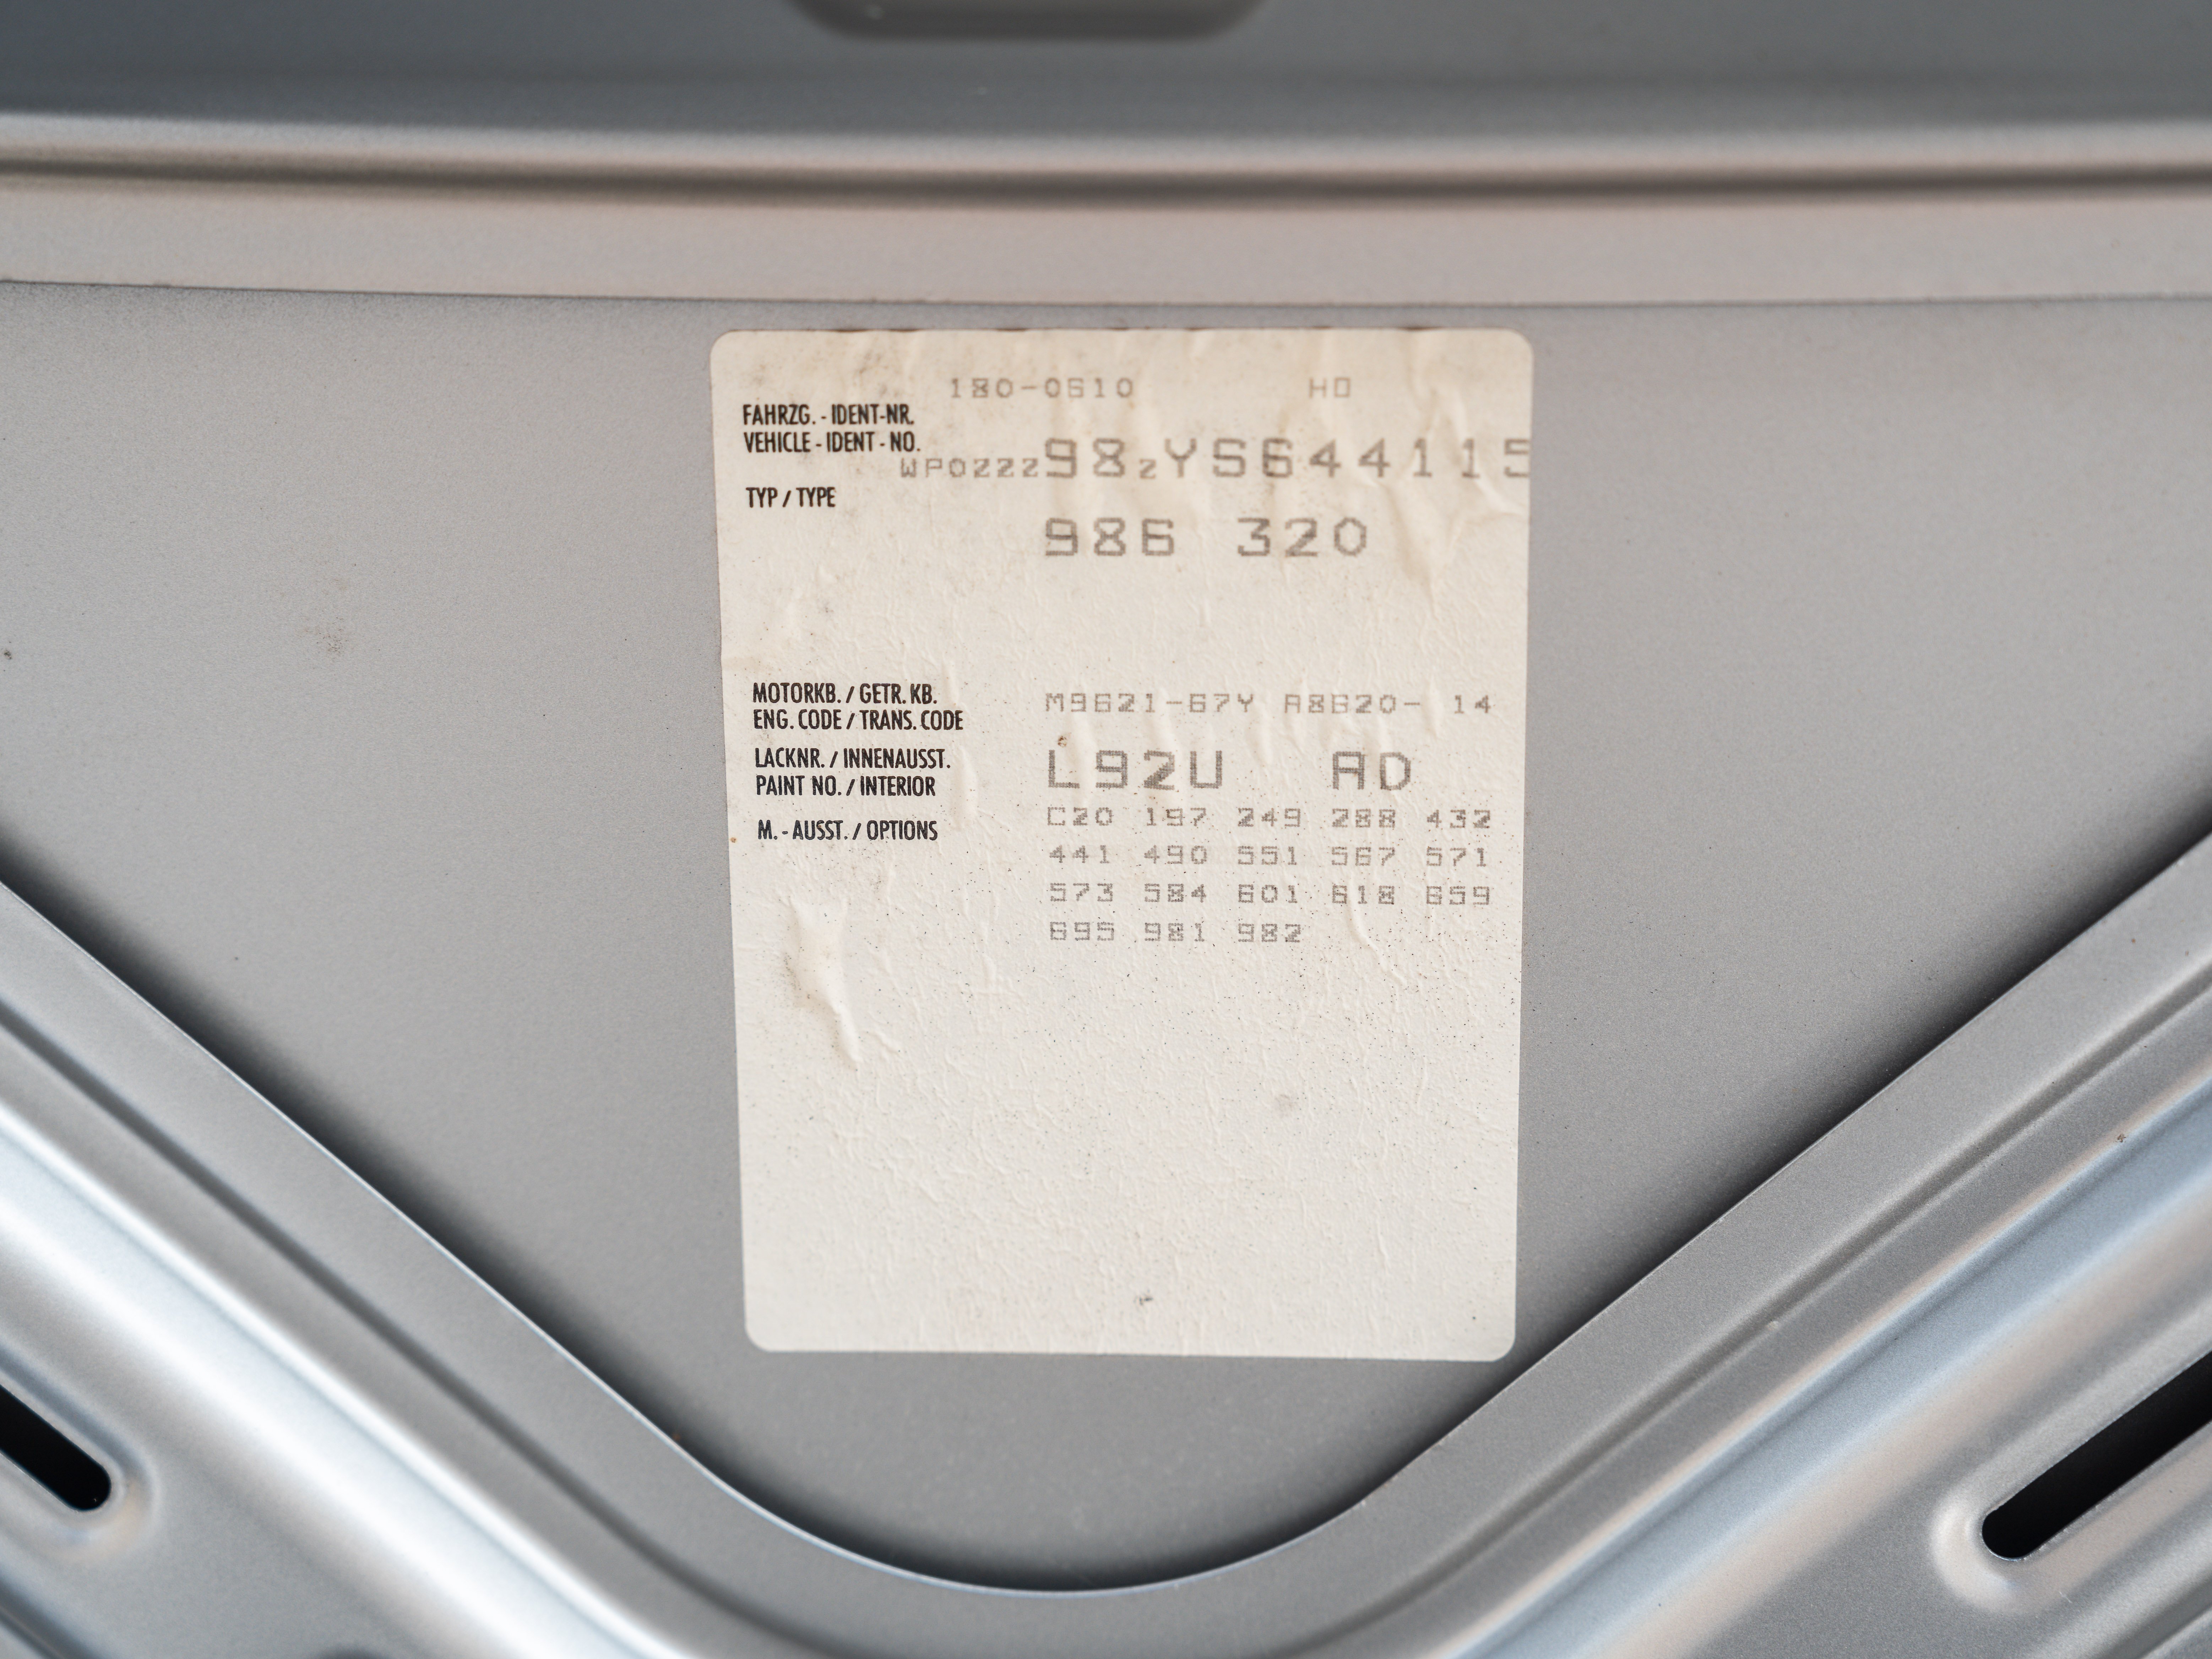 180-0610 HO
FAHRZG. - IDENT-NR.
VEHICLE - IDENT - NO.
WP0ZZZ98ZYS644115
TYP / TYPE
986 320
MOTORKB. / GETR. KB.
ENG. CODE / TRANS. CODE
M9621-67Y A8620- 14
LACKNR. / INNENAUSST.
PAINT NO. / INTERIOR
L92U AD
M. - AUSST. / OPTIONS
C20 197 249 288 432
441 490 551 567 571
573 584 601 618 659
695 981 982